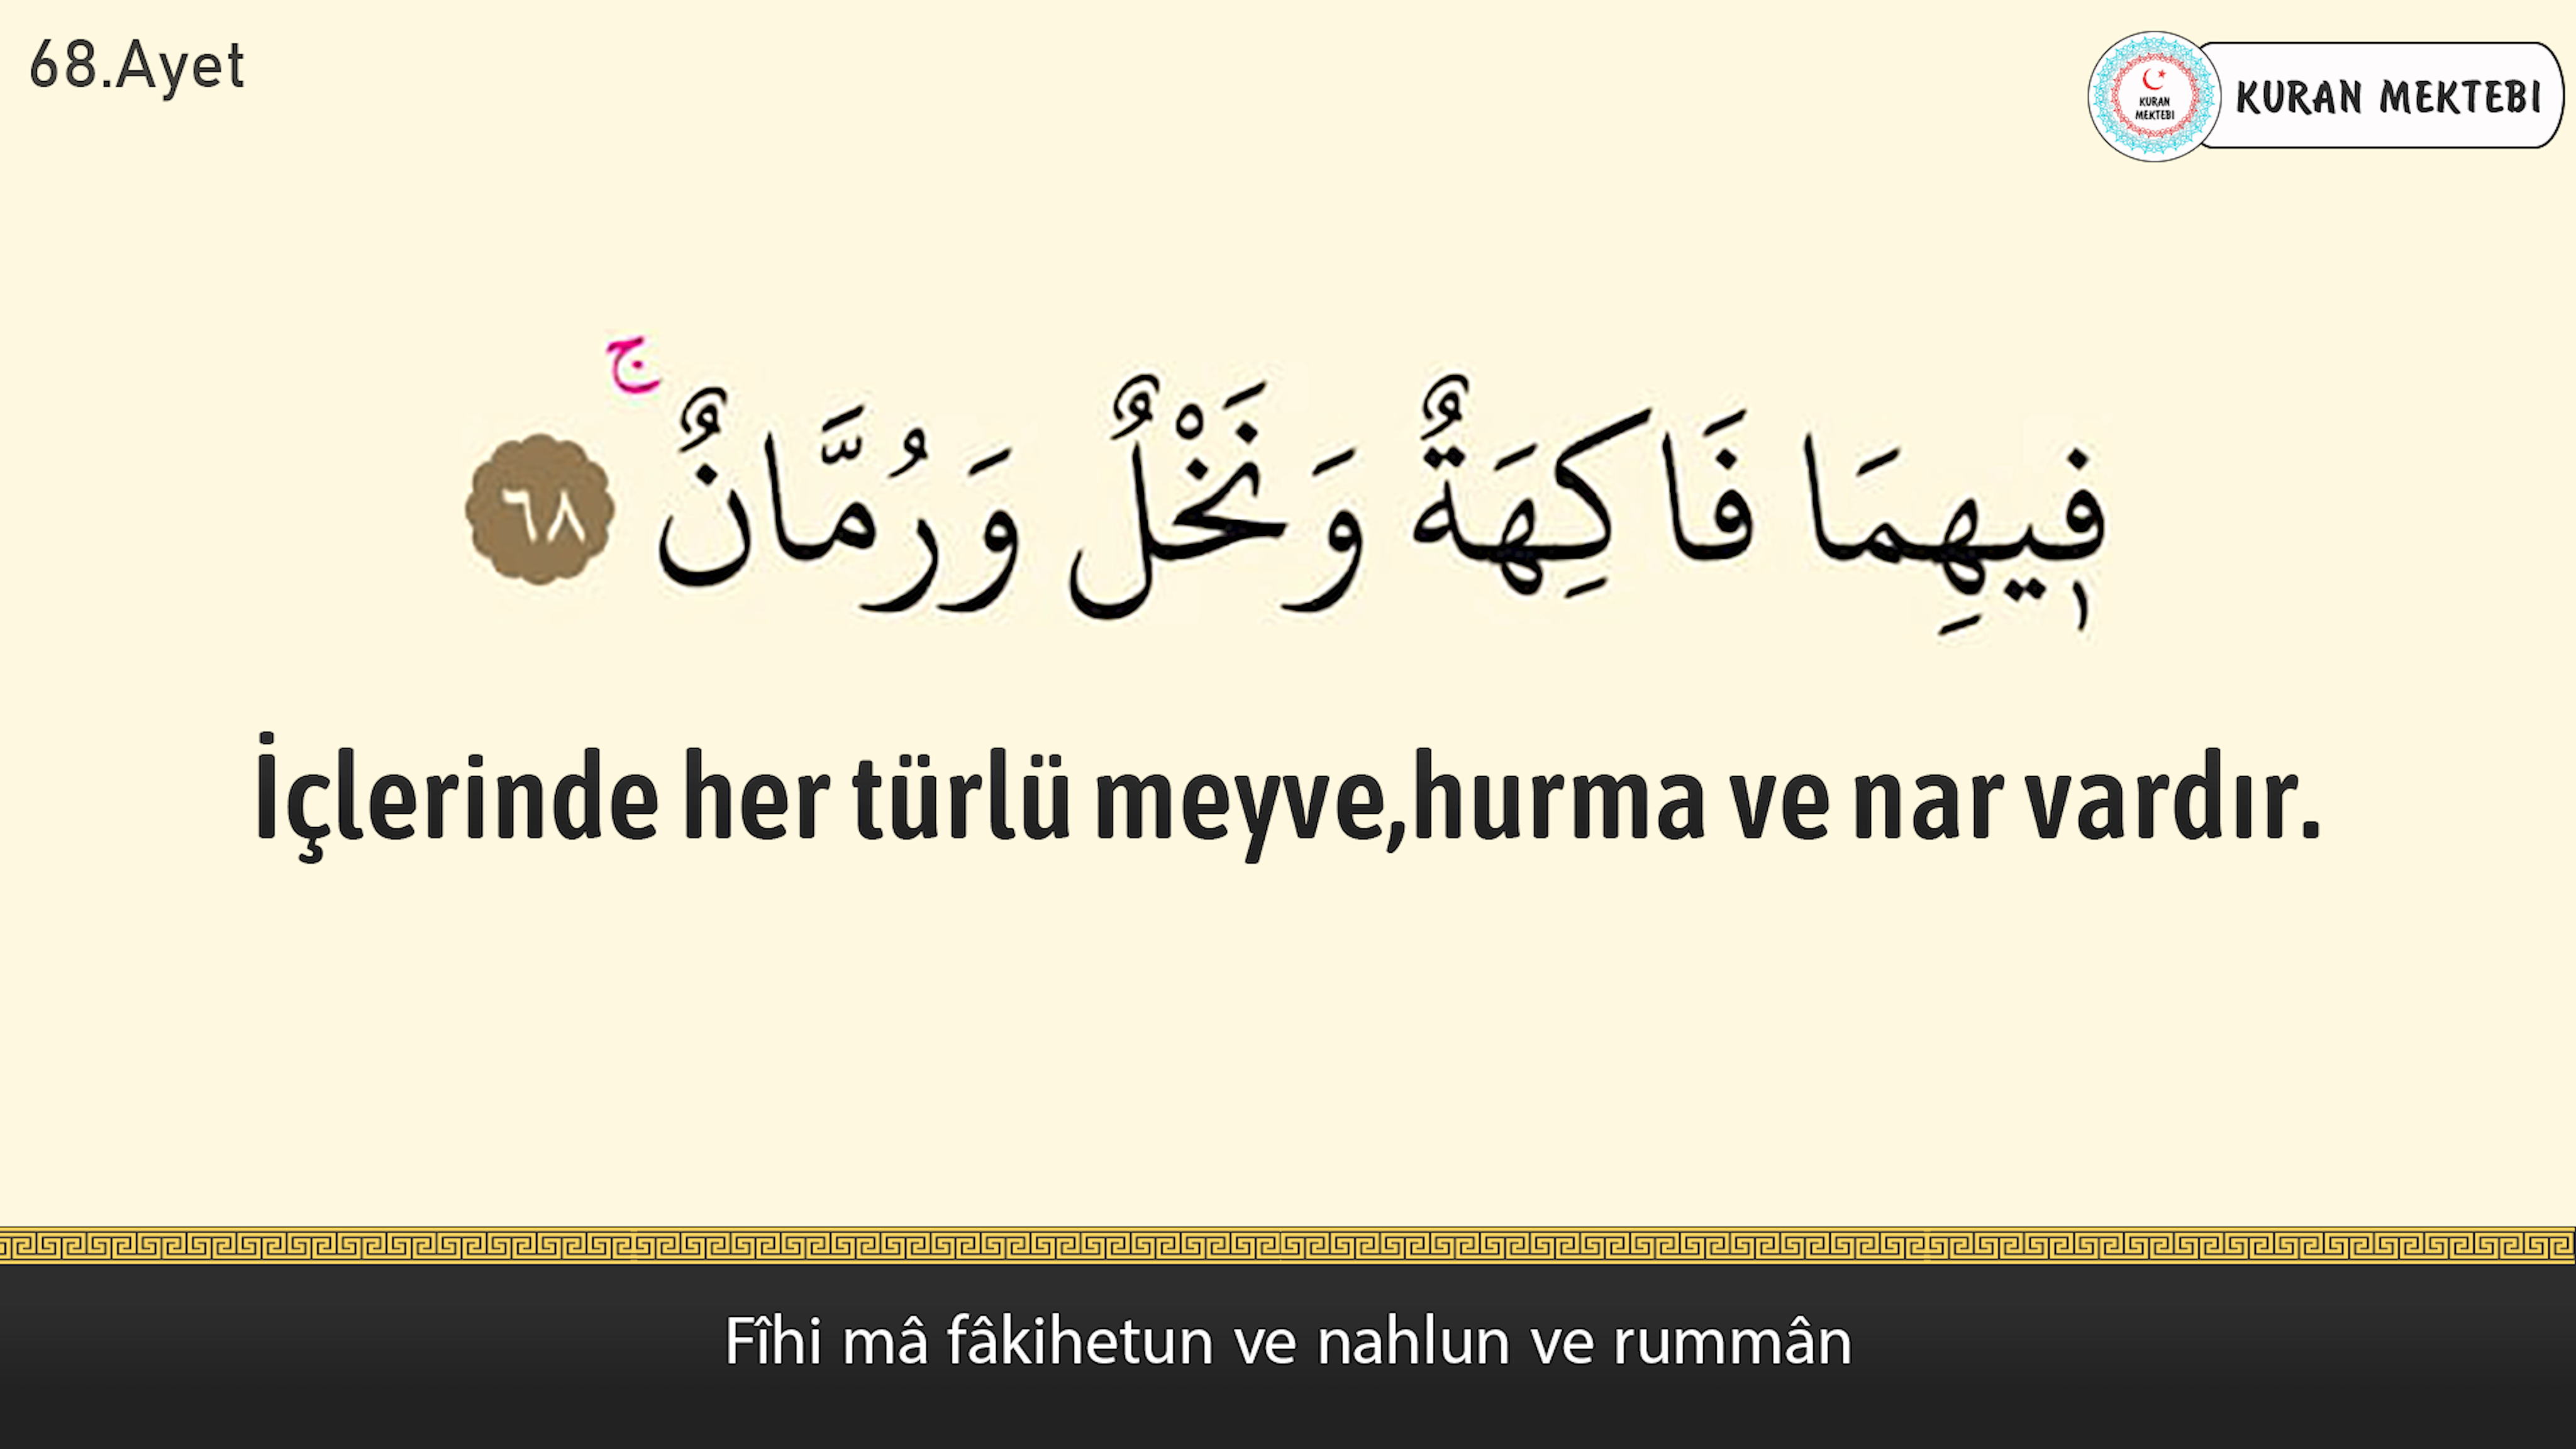 68.Ayet
KURAN
MEKTEBI
KURAN MEKTEBI
ج
فٖيهِمَا فَاكِهَةٌ وَنَخْلٌ وَرُمَّانٌ ٦٨
İçlerinde her türlü meyve,hurma ve nar vardır.
Fîhi mâ fâkihetun ve nahlun ve rummân